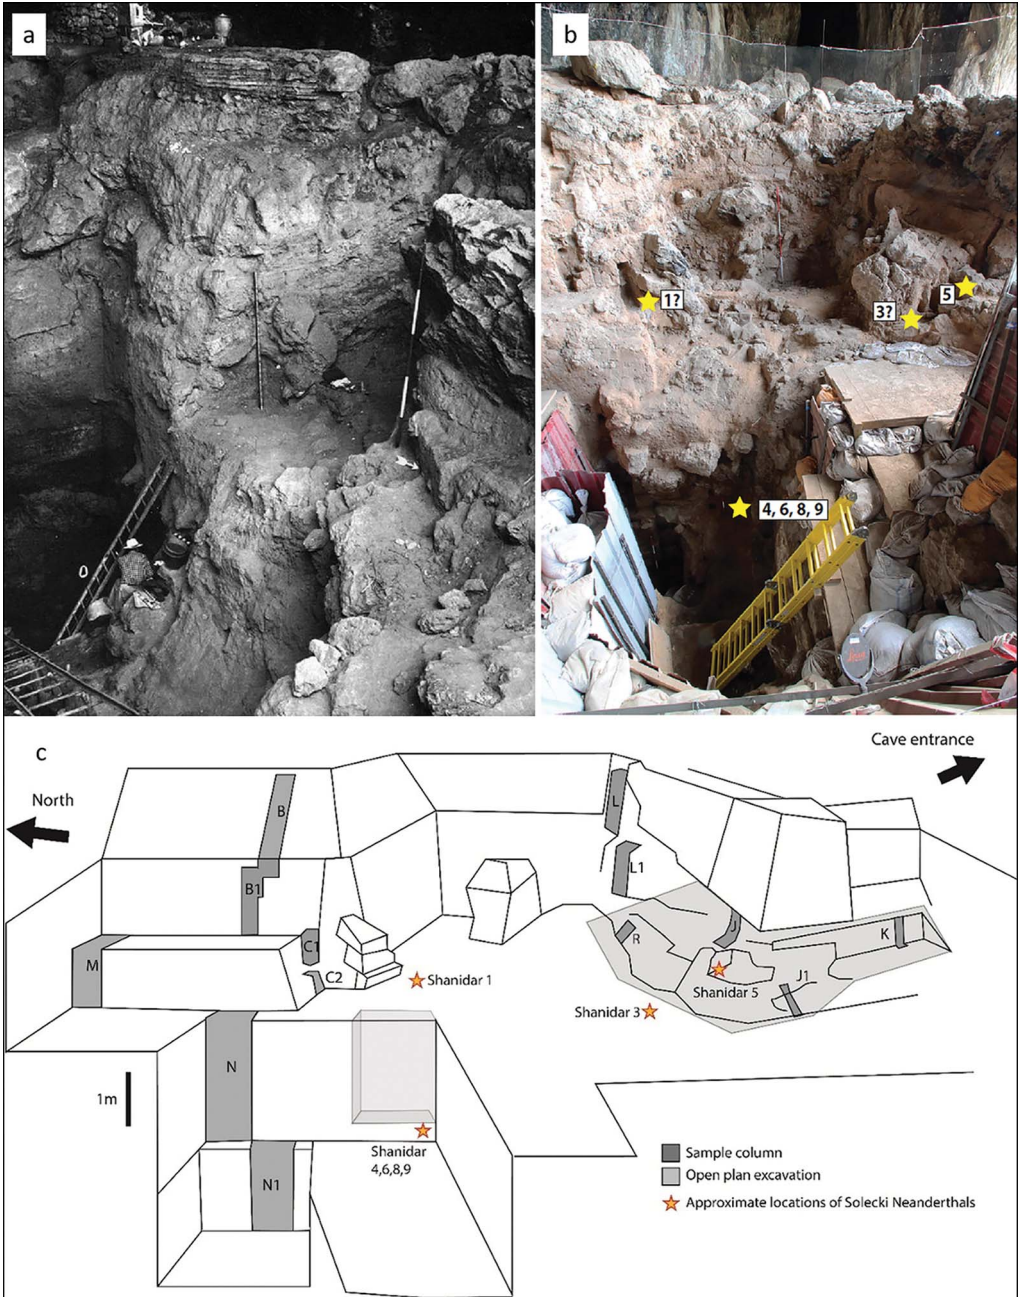 a
b
1?
5
3?
4, 6, 8, 9
c
Cave entrance
North
B
L
L1
B1
C1
J
K
R
M
C2
Shanidar 1
Shanidar 5
J1
Shanidar 3
N
1m
Shanidar
4,6,8,9
N1
Sample column
Open plan excavation
Approximate locations of Solecki Neanderthals